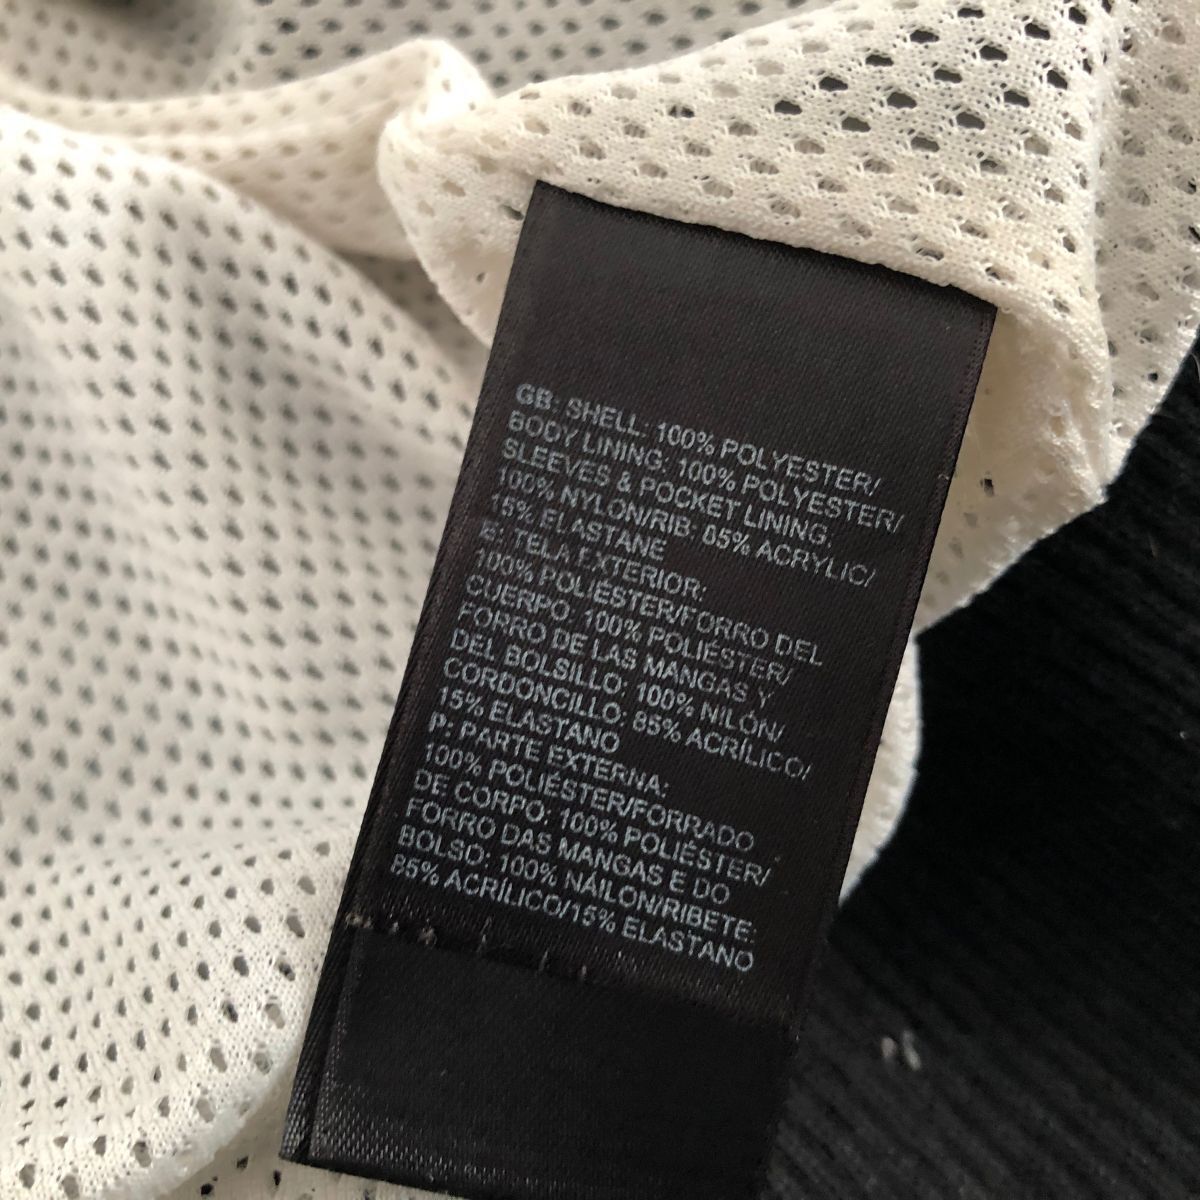 GB: SHELL: 100% POLYESTER/
BODY LINING: 100% POLYESTER/
SLEEVES & POCKET LINING:
100% NYLON/RIB: 85% ACRYLIC/
15% ELASTANE
E: TELA EXTERIOR:
100% POLIÉSTER/FORRO DEL
CUERPO: 100% POLIÉSTER/
FORRO DE LAS MANGAS Y
DEL BOLSILLO: 100% NILÓN/
CORDONCILLO: 85% ACRÍLICO/
15% ELASTANO
P: PARTE EXTERNA:
100% POLIÉSTER/FORRADO
DE CORPO: 100% POLIÉSTER/
FORRO DAS MANGAS E DO
BOLSO: 100% NÁILON/RIBETE:
85% ACRÍLICO/15% ELASTANO